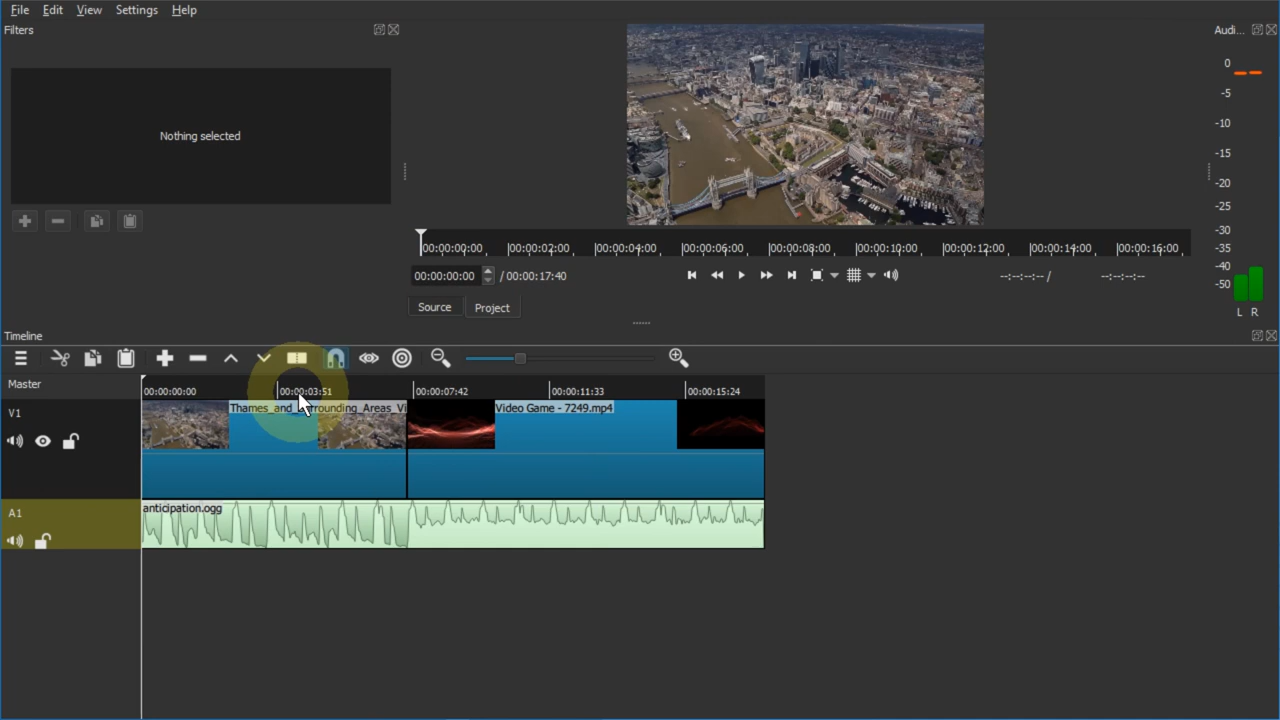 File Edit View Settings Help
Filters
Audi...
Nothing selected
0
-5
-10
-15
-20
-25
-30
-35
-40
-50
L R
00:00:00:00 00:00:02:00 00:00:04:00 00:00:06:00 00:00:08:00 00:00:10:00 00:00:12:00 00:00:14:00 00:00:16:00
00:00:00:00 / 00:00:17:40 --:--:--:-- / --:--:--:--
Source Project
Timeline
Master
00:00:00:00 00:00:03:51 00:00:07:42 00:00:11:33 00:00:15:24
V1
Thames_and_Surrounding_Areas_Vi
Video Game - 7249.mp4
A1
anticipation.ogg